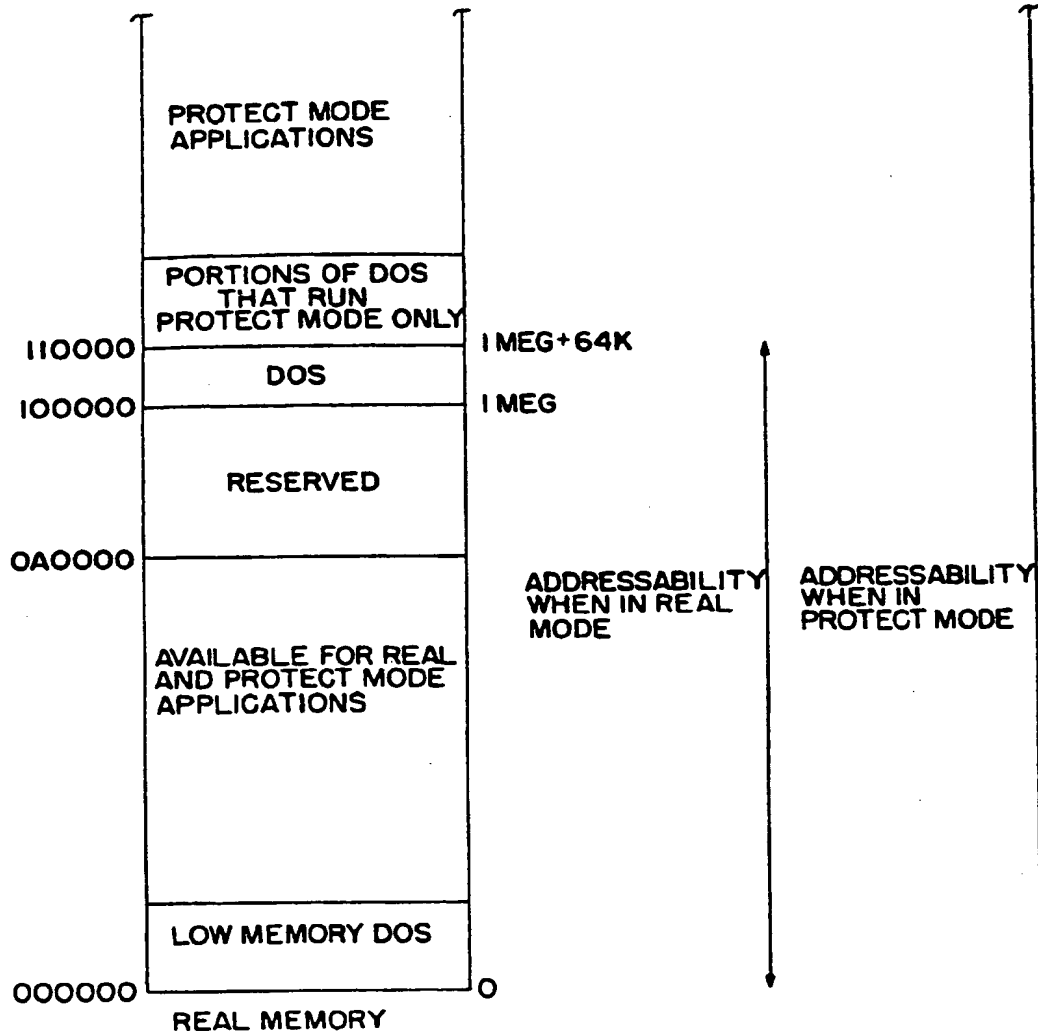 PROTECT MODE
APPLICATIONS
PORTIONS OF DOS
THAT RUN
PROTECT MODE ONLY
110000
1 MEG+64K
DOS
100000
1 MEG
RESERVED
0A0000
ADDRESSABILITY
WHEN IN REAL
MODE
ADDRESSABILITY
WHEN IN
PROTECT MODE
AVAILABLE FOR REAL
AND PROTECT MODE
APPLICATIONS
LOW MEMORY DOS
000000
0
REAL MEMORY